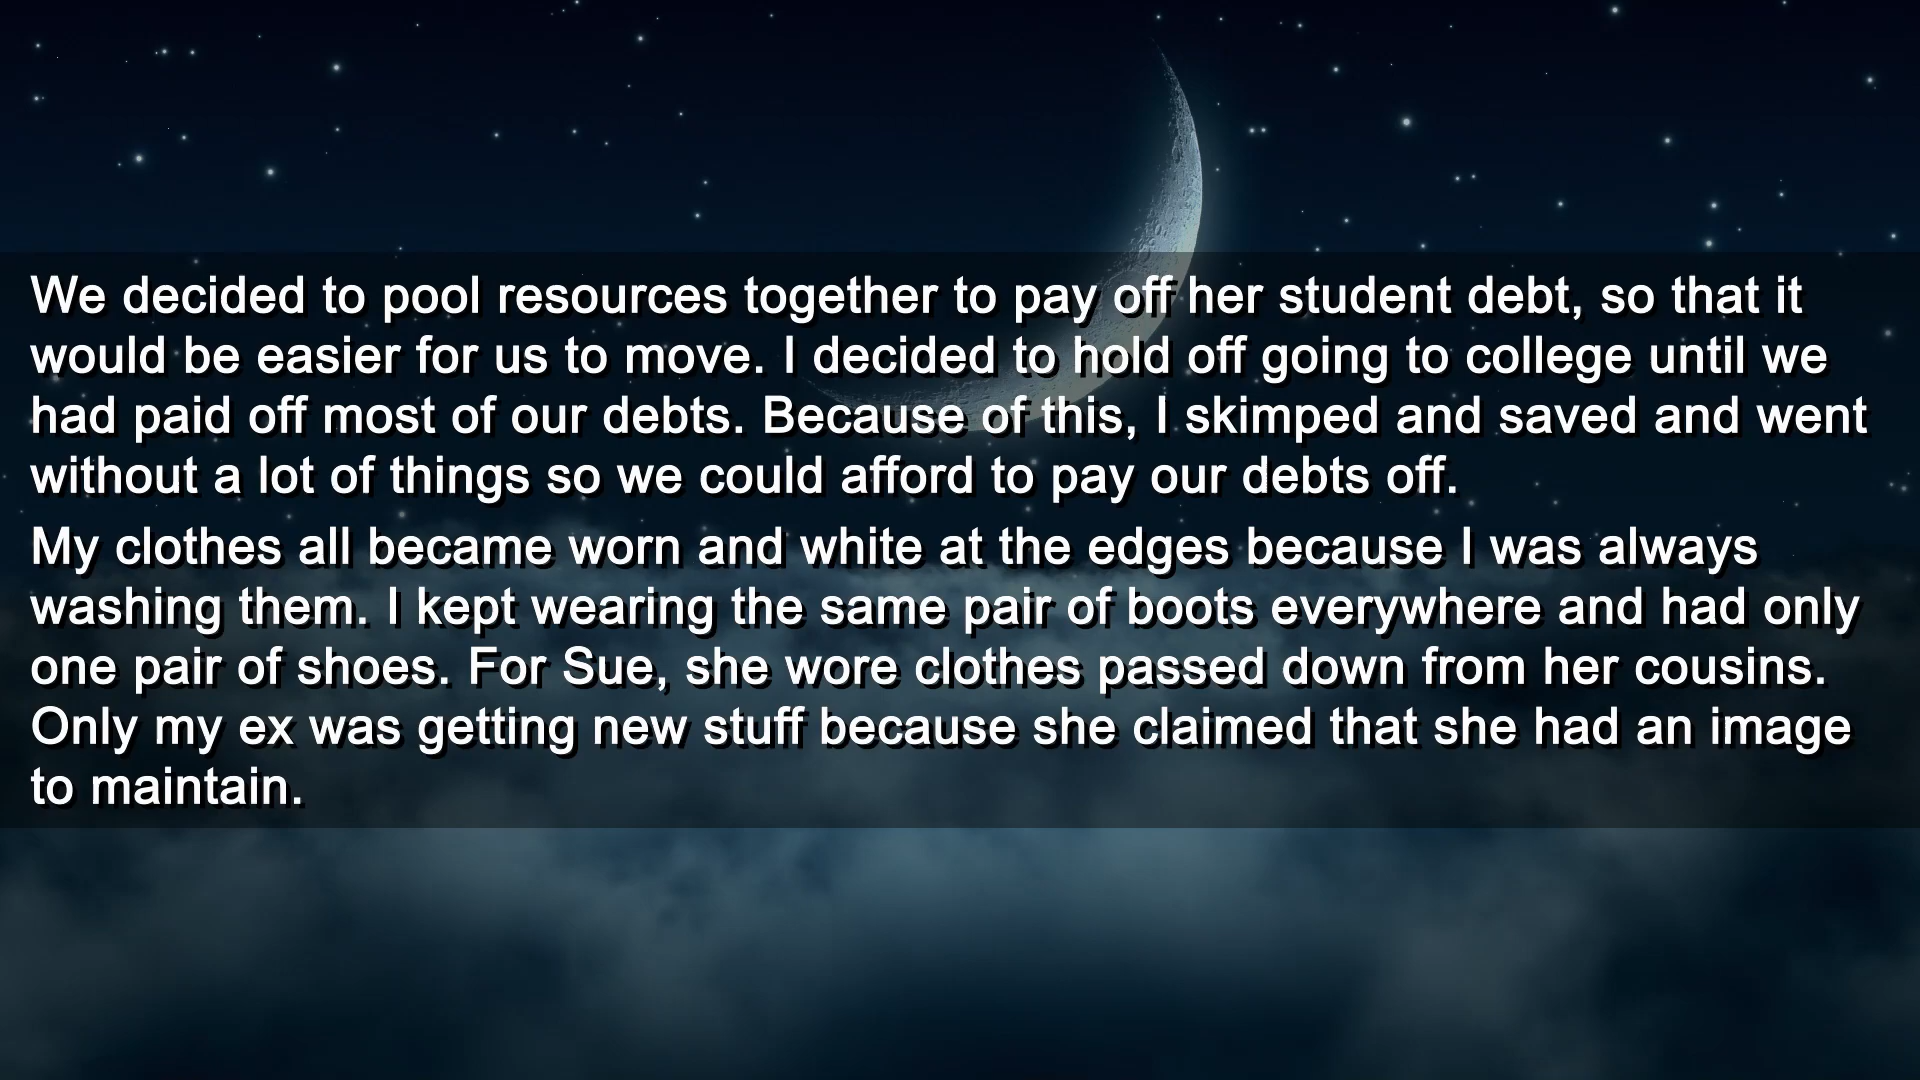 We decided to pool resources together to pay off her student debt, so that it
would be easier for us to move. I decided to hold off going to college until we
had paid off most of our debts. Because of this, I skimped and saved and went
without a lot of things so we could afford to pay our debts off.
My clothes all became worn and white at the edges because I was always
washing them. I kept wearing the same pair of boots everywhere and had only
one pair of shoes. For Sue, she wore clothes passed down from her cousins.
Only my ex was getting new stuff because she claimed that she had an image
to maintain.